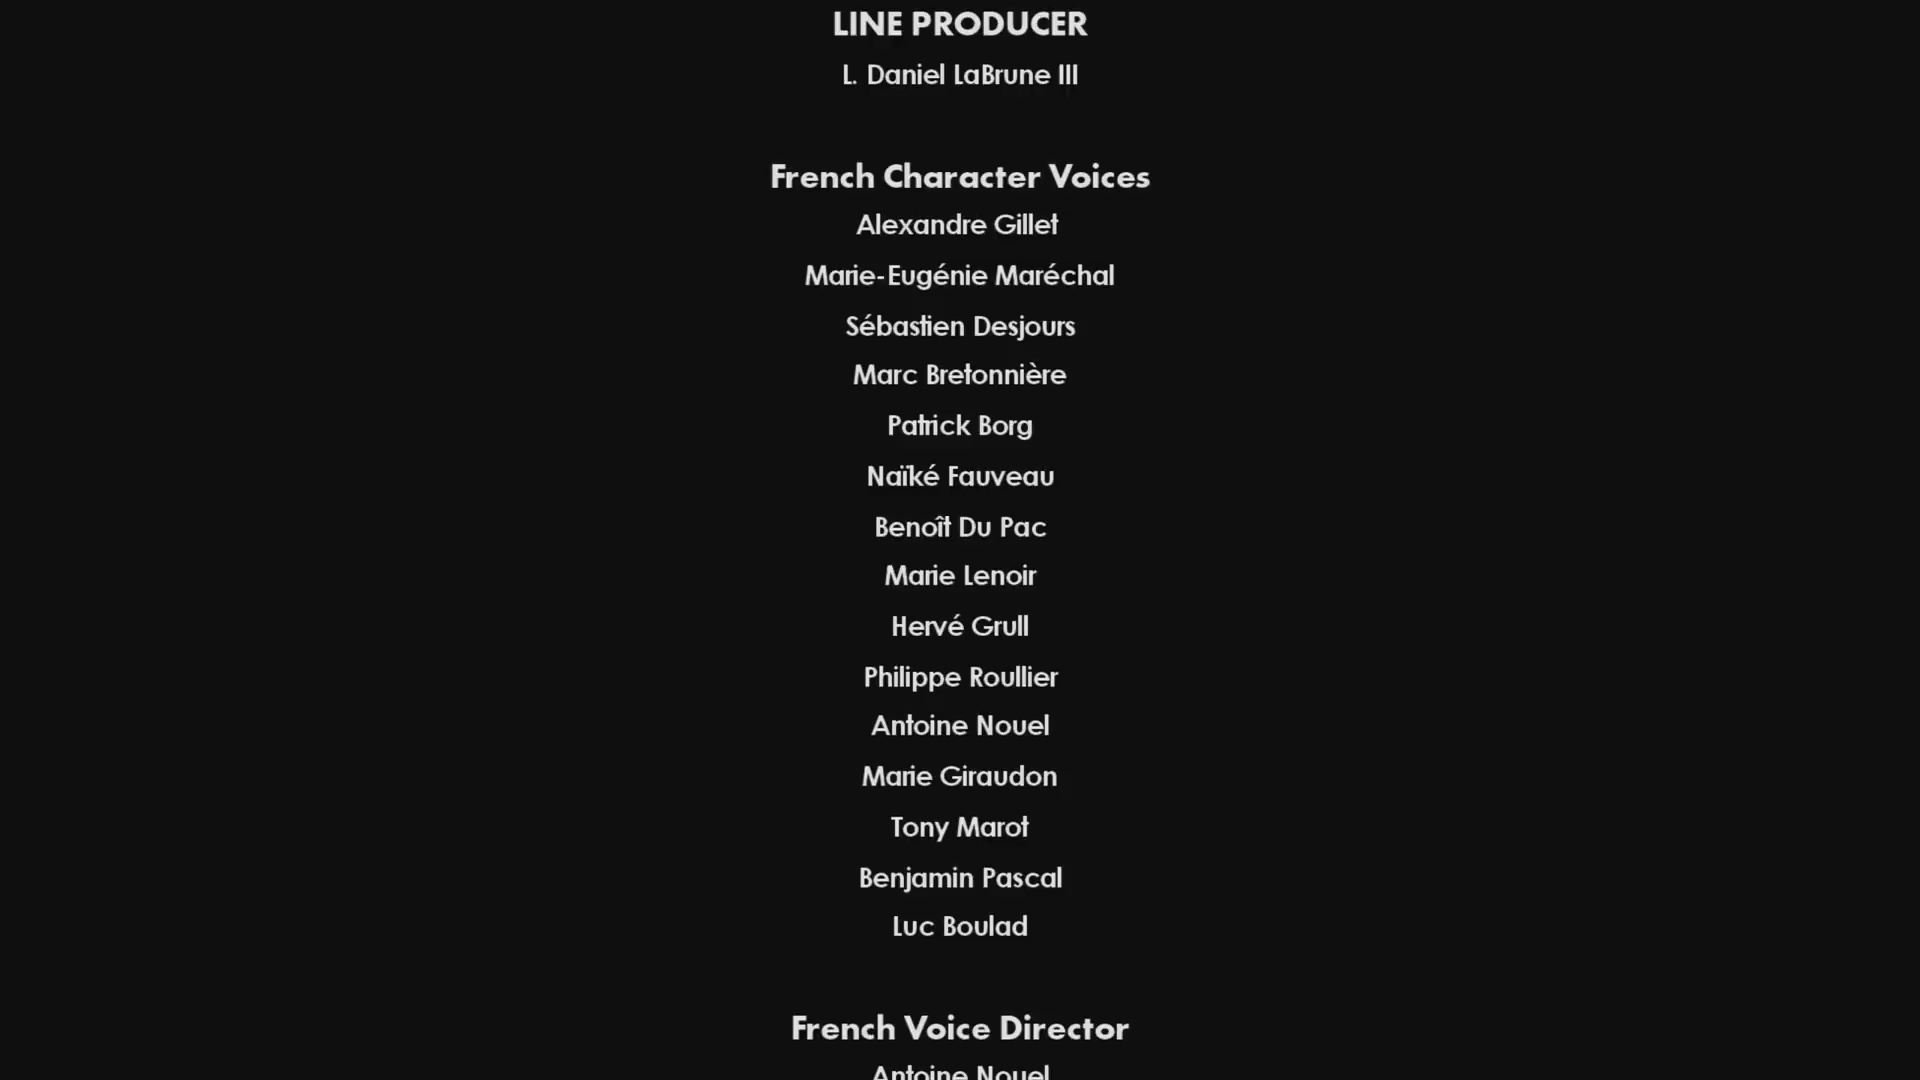 LINE PRODUCER
L. Daniel LaBrune III
French Character Voices
Alexandre Gillet
Marie-Eugénie Maréchal
Sébastien Desjours
Marc Bretonnière
Patrick Borg
Naïké Fauveau
Benoît Du Pac
Marie Lenoir
Hervé Grull
Philippe Roullier
Antoine Nouel
Marie Giraudon
Tony Marot
Benjamin Pascal
Luc Boulad
French Voice Director
Antoine Nouel